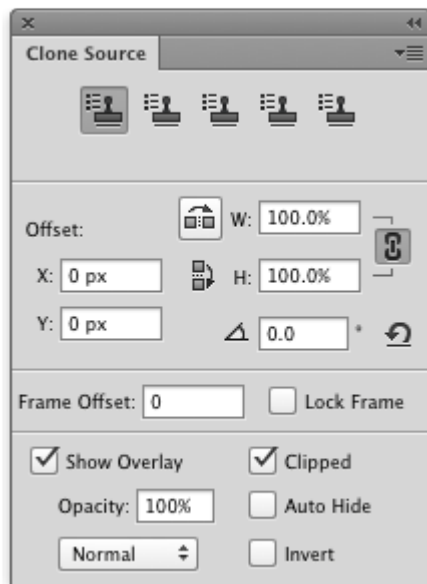 Clone Source
Offset:
W: 100.0%
X: 0 px
H: 100.0%
Y: 0 px
0.0 °
Frame Offset: 0
Lock Frame
Show Overlay
Clipped
Opacity: 100%
Auto Hide
Normal
Invert